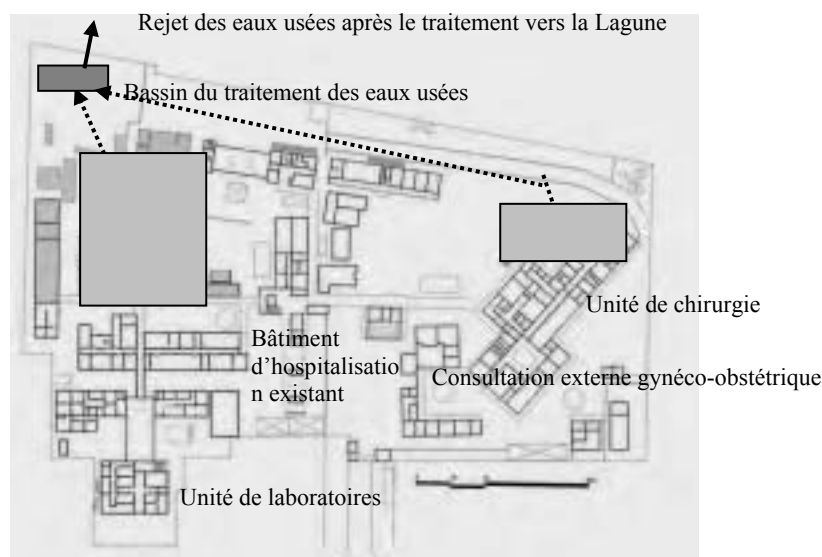 Rejet des eaux usées après le traitement vers la Lagune
Bassin du traitement des eaux usées
Unité de chirurgie
Bâtiment
d’hospitalisatio
n existant
Consultation externe gynéco-obstétrique
Unité de laboratoires